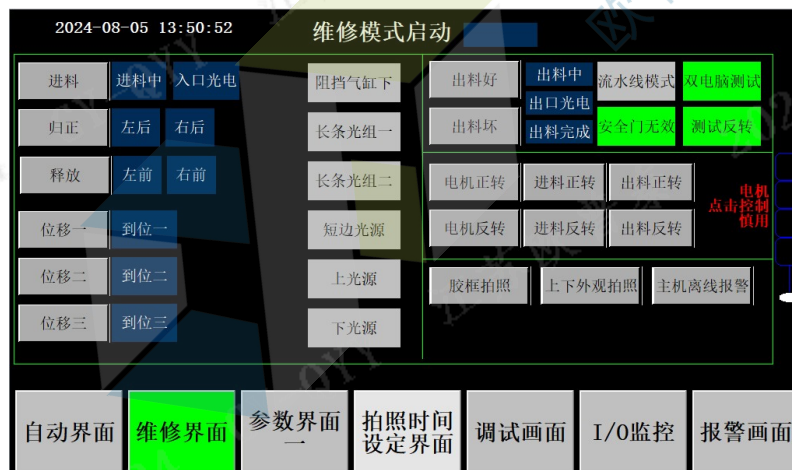 2024-08-05 13:50:52
维修模式启动
进料 进料中 入口光电
归正 左后 右后
释放 左前 右前
位移一 到位一
位移二 到位二
位移三 到位三
阻挡气缸下
长条光组一
长条光组二
短边光源
上光源
下光源
出料好 出料中 流水线模式 双电脑测试
出口光电
出料坏 出料完成 安全门无效 测试反转
电机正转 进料正转 出料正转
电机反转 进料反转 出料反转
电机
点击控制
慎用
胶框拍照 上下外观拍照 主机离线报警
自动界面 维修界面 参数界面
一
拍照时间
设定界面
调试画面 I/O监控 报警画面